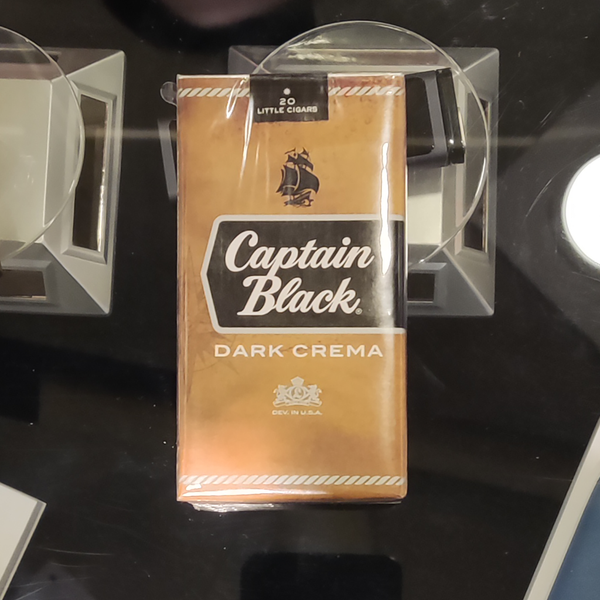 20
LITTLE CIGARS
Captain
Black®
DARK CREMA
DEV. IN U.S.A.